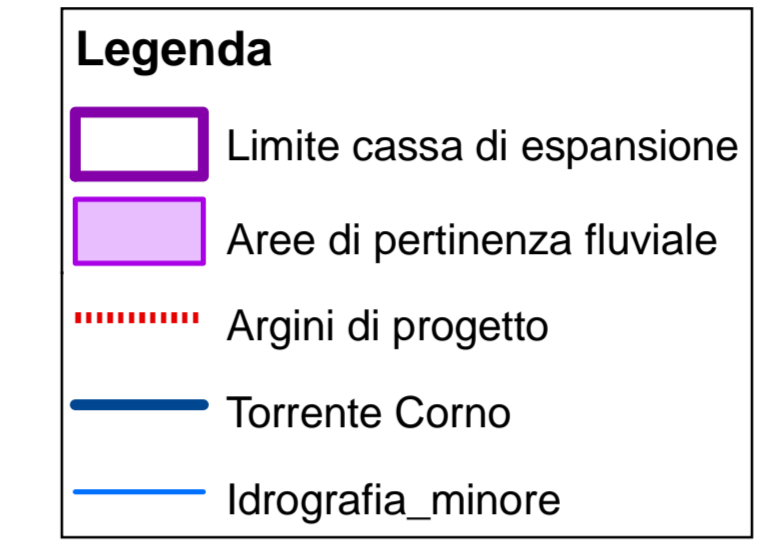 Legenda
Limite cassa di espansione
Aree di pertinenza fluviale
Argini di progetto
Torrente Corno
Idrografia_minore